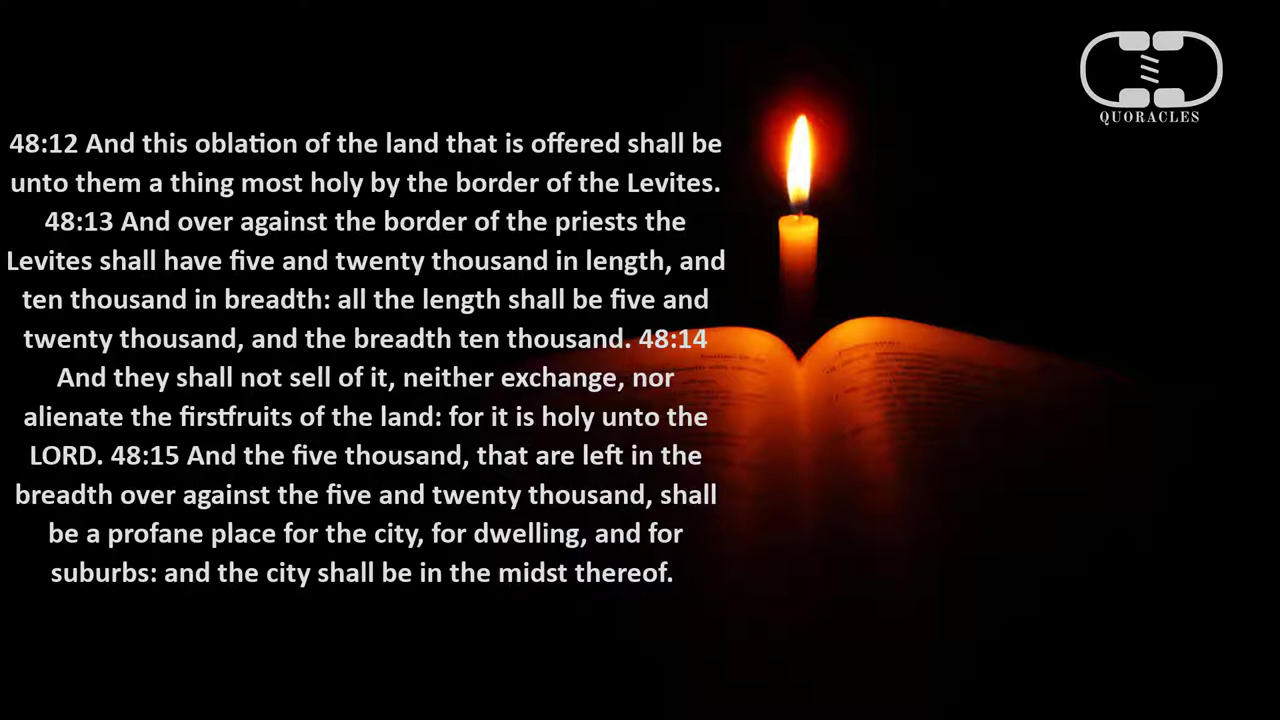 QUORACLES
48:12 And this oblation of the land that is offered shall be
unto them a thing most holy by the border of the Levites.
48:13 And over against the border of the priests the
Levites shall have five and twenty thousand in length, and
ten thousand in breadth: all the length shall be five and
twenty thousand, and the breadth ten thousand. 48:14
And they shall not sell of it, neither exchange, nor
alienate the firstfruits of the land: for it is holy unto the
LORD. 48:15 And the five thousand, that are left in the
breadth over against the five and twenty thousand, shall
be a profane place for the city, for dwelling, and for
suburbs: and the city shall be in the midst thereof.